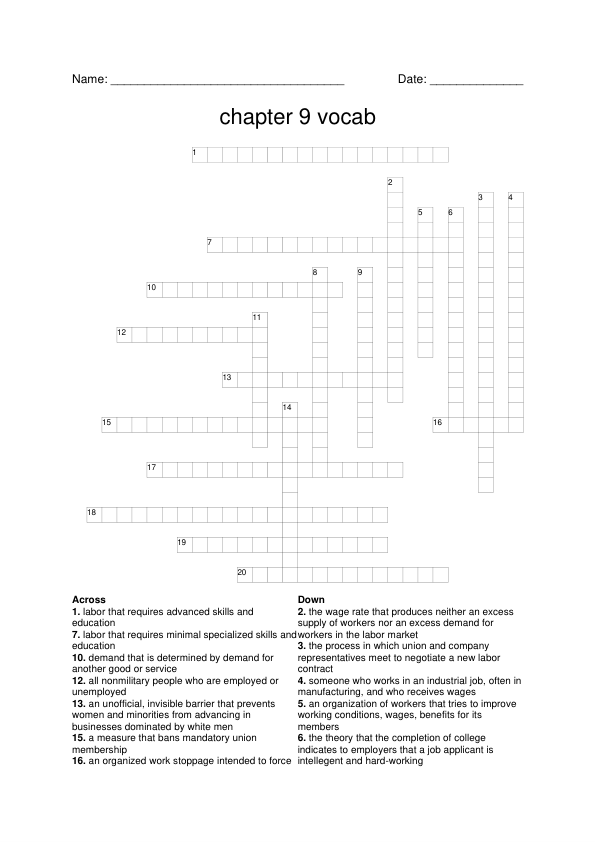 Name: ___________________________________ Date: ______________
chapter 9 vocab
1
2
3 4
5 6
7
8 9
10
11
12
13
14
15 16
17
18
19
20
Across
1. labor that requires advanced skills and
education
7. labor that requires minimal specialized skills and
education
10. demand that is determined by demand for
another good or service
12. all nonmilitary people who are employed or
unemployed
13. an unofficial, invisible barrier that prevents
women and minorities from advancing in
businesses dominated by white men
15. a measure that bans mandatory union
membership
16. an organized work stoppage intended to force
Down
2. the wage rate that produces neither an excess
supply of workers nor an excess demand for
workers in the labor market
3. the process in which union and company
representatives meet to negotiate a new labor
contract
4. someone who works in an industrial job, often in
manufacturing, and who receives wages
5. an organization of workers that tries to improve
working conditions, wages, benefits for its
members
6. the theory that the completion of college
indicates to employers that a job applicant is
intellegent and hard-working